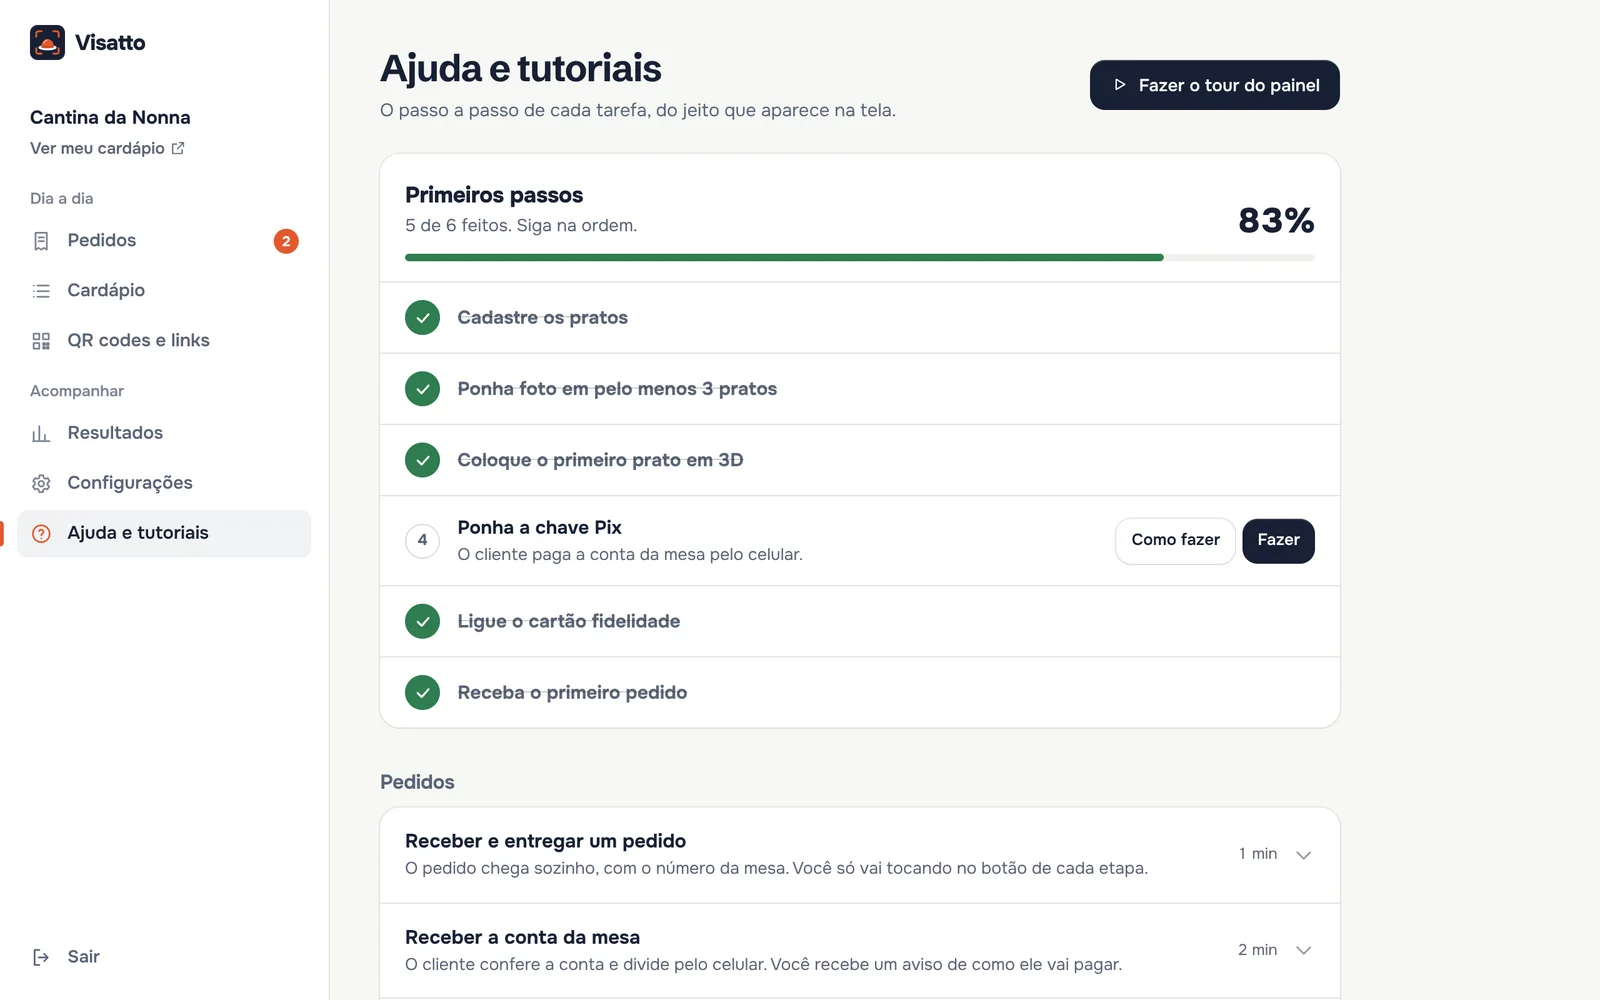 Visatto
Cantina da Nonna
Ver meu cardápio
Dia a dia
Pedidos
2
Cardápio
QR codes e links
Acompanhar
Resultados
Configurações
Ajuda e tutoriais
Sair
Ajuda e tutoriais
O passo a passo de cada tarefa, do jeito que aparece na tela.
Fazer o tour do painel
Primeiros passos
5 de 6 feitos. Siga na ordem.
83%
Cadastre os pratos
Ponha foto em pelo menos 3 pratos
Coloque o primeiro prato em 3D
4
Ponha a chave Pix
O cliente paga a conta da mesa pelo celular.
Como fazer
Fazer
Ligue o cartão fidelidade
Receba o primeiro pedido
Pedidos
Receber e entregar um pedido
O pedido chega sozinho, com o número da mesa. Você só vai tocando no botão de cada etapa.
1 min
Receber a conta da mesa
O cliente confere a conta e divide pelo celular. Você recebe um aviso de como ele vai pagar.
2 min